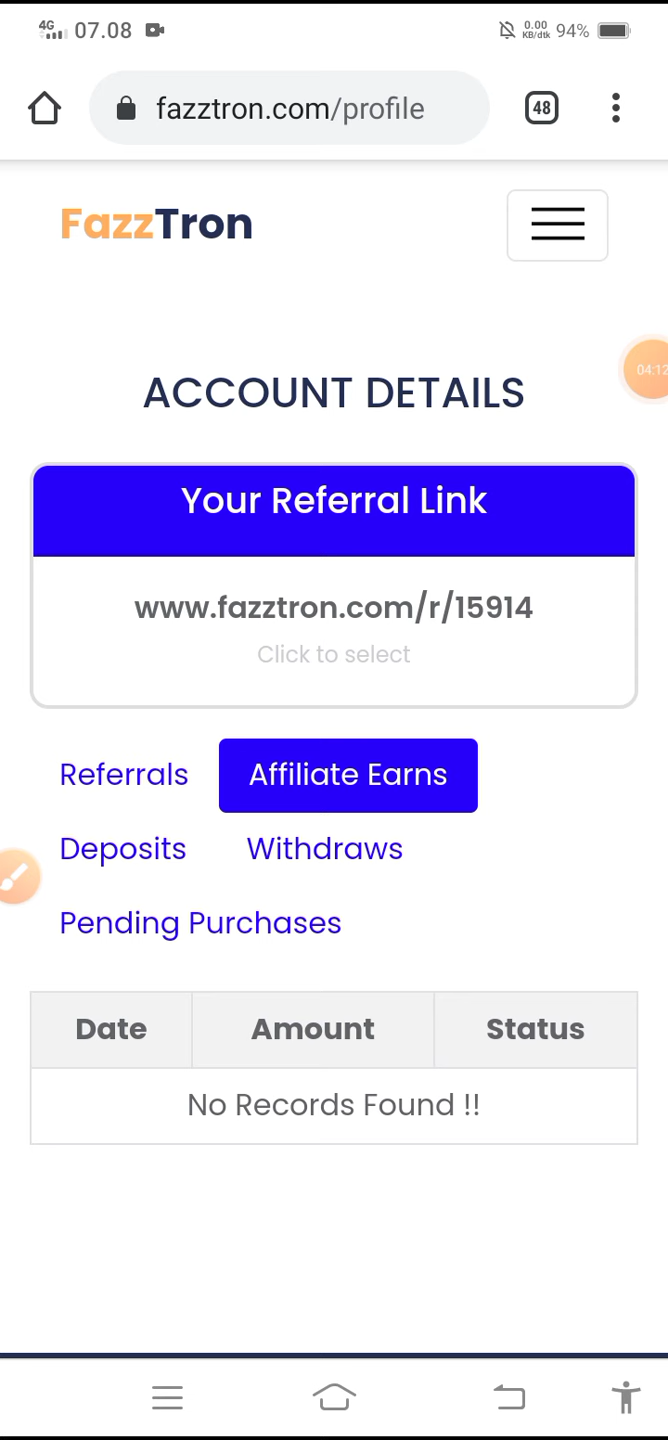 4G 07.08 0.00 KB/dtk 94%
fazztron.com/profile 48
FazzTron
ACCOUNT DETAILS
04:12
Your Referral Link
www.fazztron.com/r/15914
Click to select
Referrals Affiliate Earns
Deposits Withdraws
Pending Purchases
Date Amount Status
No Records Found !!